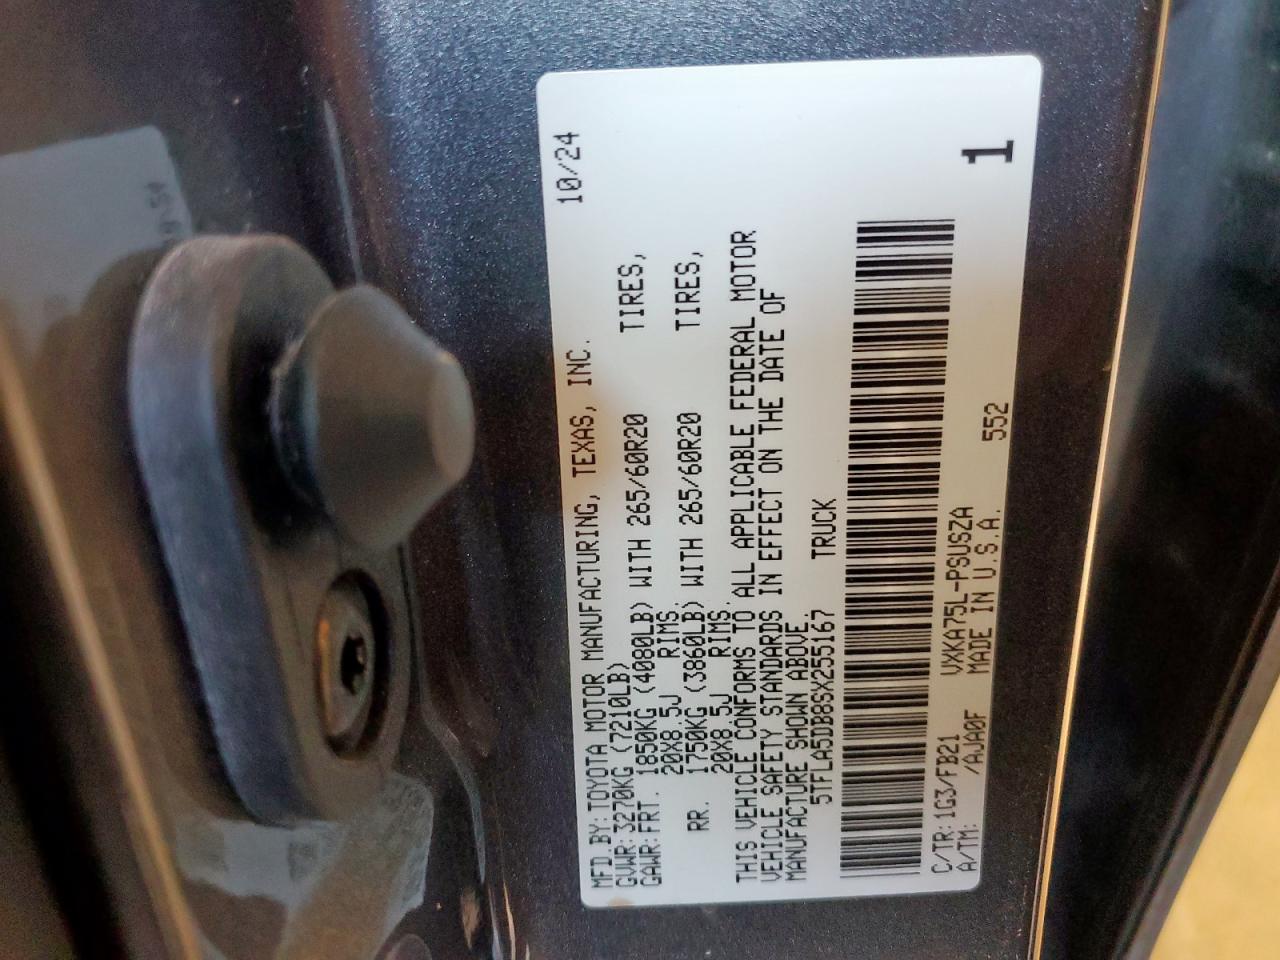 MFD.BY: TOYOTA MOTOR MANUFACTURING, TEXAS, INC. 10/24
GVWR:3270KG (7210LB)
GAWR:FRT. 1850KG (4080LB) WITH 265/60R20 TIRES,
20X8.5J RIMS
RR. 1750KG (3860LB) WITH 265/60R20 TIRES,
20X8.5J RIMS.
THIS VEHICLE CONFORMS TO ALL APPLICABLE FEDERAL MOTOR
VEHICLE SAFETY STANDARDS IN EFFECT ON THE DATE OF
MANUFACTURE SHOWN ABOVE.
5TFLA5DB8SX255167 TRUCK
1
C/TR:1G3/FB21 VXKA75L-PSUSZA
A/TM: /AJA0F MADE IN U.S.A. 552